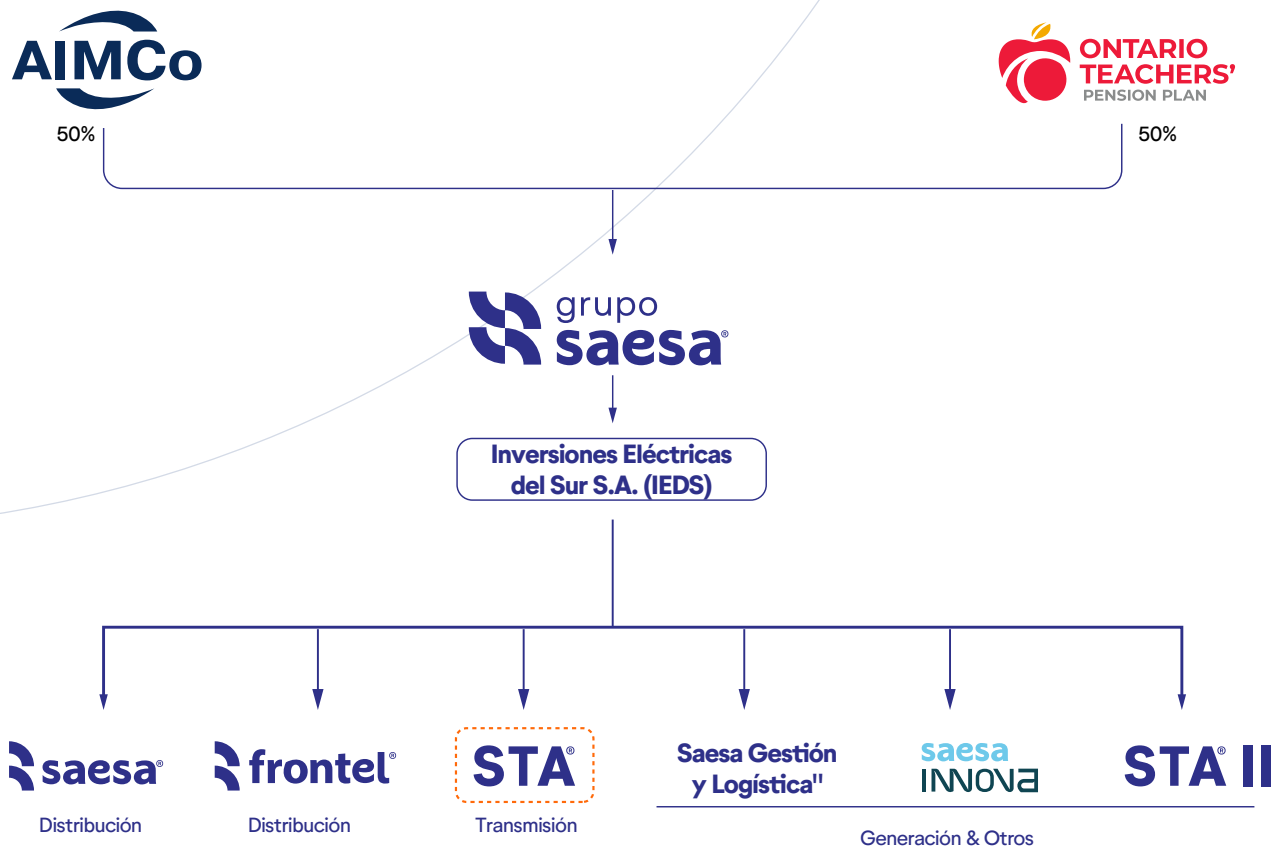 AIMCo
ONTARIO
TEACHERS'
PENSION PLAN
50%
50%
grupo
saesa®
Inversiones Eléctricas
del Sur S.A. (IEDS)
saesa®
frontel®
STA®
Saesa Gestión
y Logística"
saesa
INNOVA
STA® II
Distribución
Distribución
Transmisión
Generación & Otros